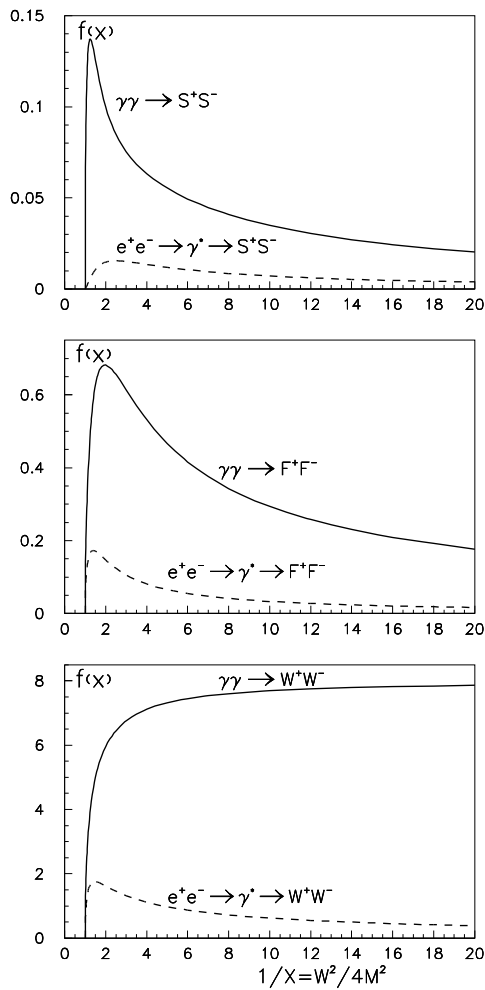 0.15
f(x)
γγ → S⁺S⁻
0.1
0.05
e⁺e⁻ → γ* → S⁺S⁻
0
0 2 4 6 8 10 12 14 16 18 20
f(x)
0.6
γγ → F⁺F⁻
0.4
0.2
e⁺e⁻ → γ* → F⁺F⁻
0
0 2 4 6 8 10 12 14 16 18 20
8 f(x) γγ → W⁺W⁻
6
4
2
e⁺e⁻ → γ* → W⁺W⁻
0
0 2 4 6 8 10 12 14 16 18 20
1/X=W²/4M²